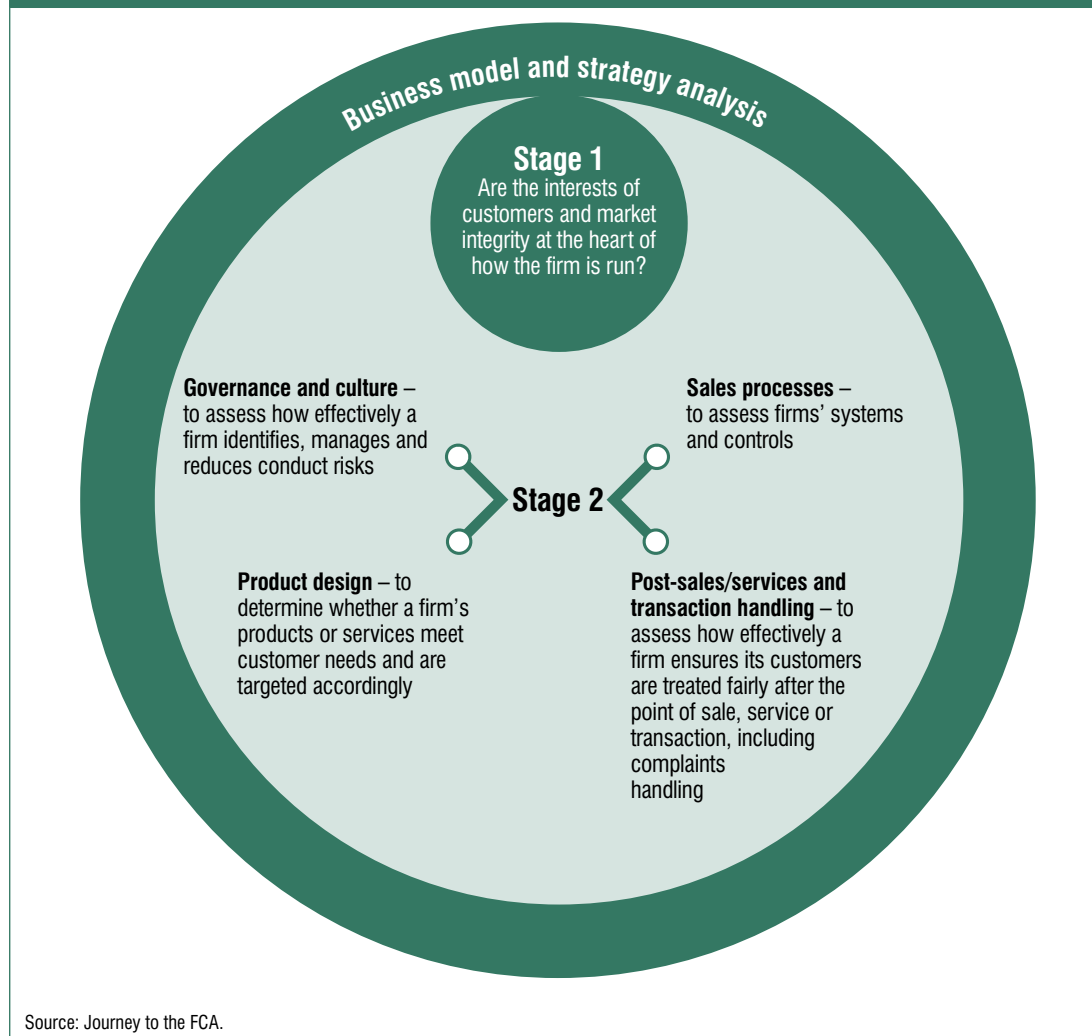 Business model and strategy analysis
Stage 1
Are the interests of
customers and market
integrity at the heart of
how the firm is run?
Governance and culture –
to assess how effectively a
firm identifies, manages and
reduces conduct risks
Sales processes –
to assess firms’ systems
and controls
Stage 2
Product design – to
determine whether a firm’s
products or services meet
customer needs and are
targeted accordingly
Post-sales/services and
transaction handling – to
assess how effectively a
firm ensures its customers
are treated fairly after the
point of sale, service or
transaction, including
complaints
handling
Source: Journey to the FCA.